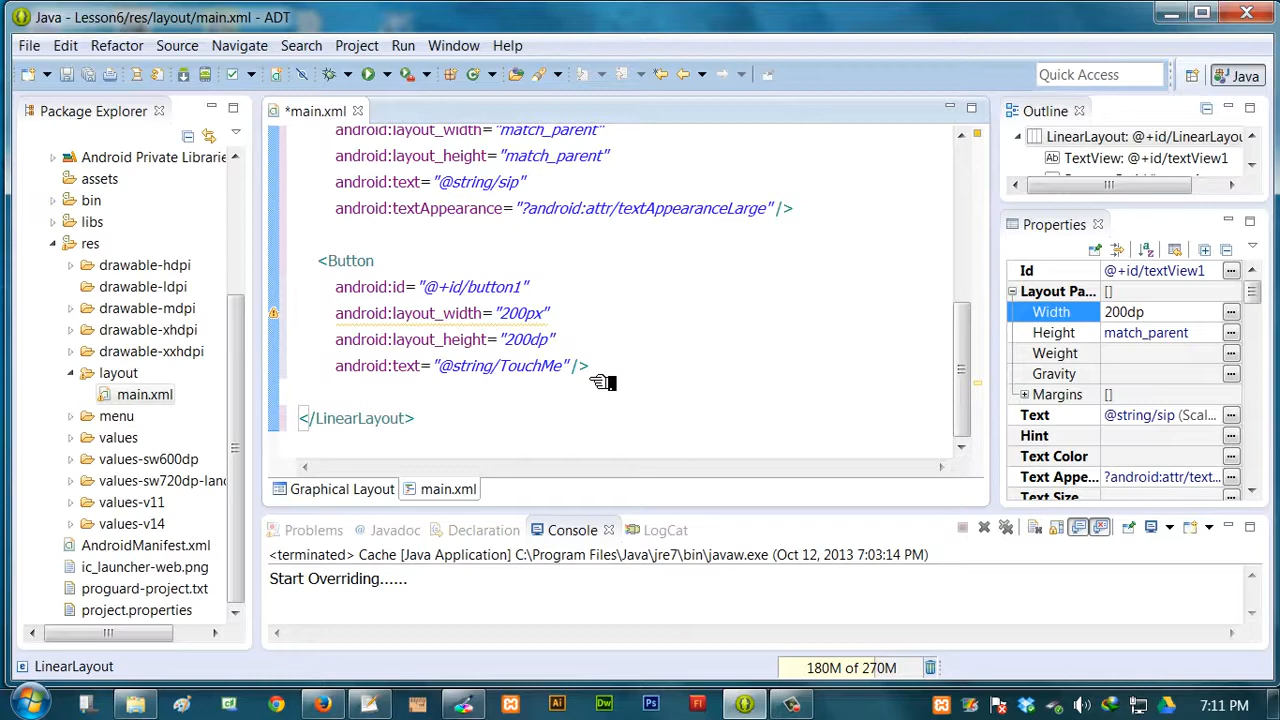 Java - Lesson6/res/layout/main.xml - ADT
File Edit Refactor Source Navigate Search Project Run Window Help
Quick Access
Java
Package Explorer
Android Private Librarie
assets
bin
libs
res
drawable-hdpi
drawable-ldpi
drawable-mdpi
drawable-xhdpi
drawable-xxhdpi
layout
main.xml
menu
values
values-sw600dp
values-sw720dp-land
values-v11
values-v14
AndroidManifest.xml
ic_launcher-web.png
proguard-project.txt
project.properties
*main.xml
android:layout_width="match_parent"
android:layout_height="match_parent"
android:text="@string/sip"
android:textAppearance="?android:attr/textAppearanceLarge" />
<Button
android:id="@+id/button1"
android:layout_width="200px"
android:layout_height="200dp"
android:text="@string/TouchMe" />
</LinearLayout>
Graphical Layout main.xml
Outline
LinearLayout: @+id/LinearLayou
Ab TextView: @+id/textView1
Properties
Id @+id/textView1
Layout Pa... []
Width 200dp
Height match_parent
Weight
Gravity
Margins []
Text @string/sip (Scal...
Hint
Text Color
Text Appe... ?android:attr/text...
Text Size
Problems Javadoc Declaration Console LogCat
<terminated> Cache [Java Application] C:\Program Files\Java\jre7\bin\javaw.exe (Oct 12, 2013 7:03:14 PM)
Start Overriding......
LinearLayout
180M of 270M
Ai Dw Ps Fl
7:11 PM